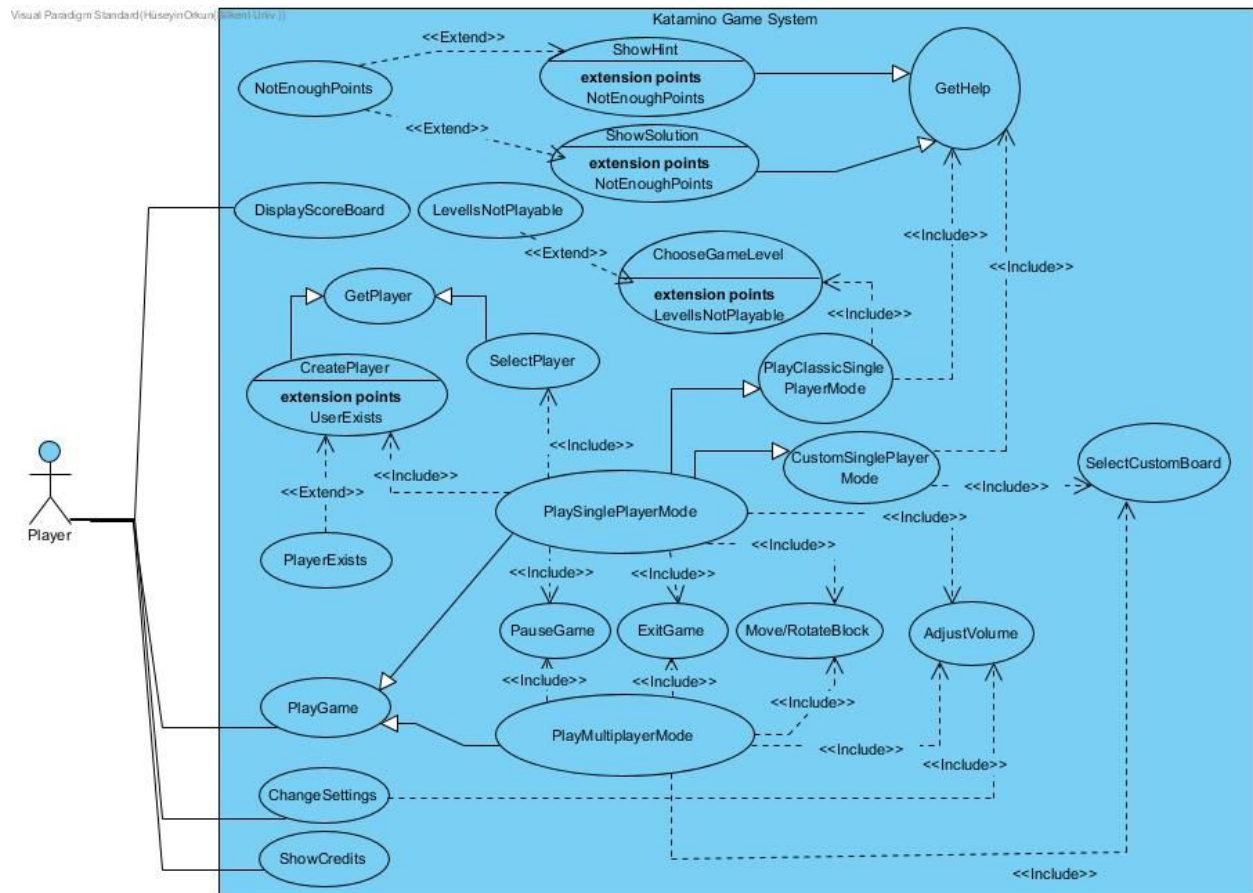 Visual Paradigm Standard(HüseyinOrkun(Bilkent Univ.))
Katamino Game System
<<Extend>>
ShowHint
extension points
NotEnoughPoints
NotEnoughPoints
GetHelp
<<Extend>>
ShowSolution
extension points
NotEnoughPoints
DisplayScoreBoard
LevelIsNotPlayable
<<Include>>
<<Extend>>
ChooseGameLevel
extension points
LevelIsNotPlayable
<<Include>>
<<Include>>
GetPlayer
SelectPlayer
CreatePlayer
extension points
UserExists
PlayClassicSingle
PlayerMode
<<Include>>
<<Include>>
CustomSinglePlayer
Mode
SelectCustomBoard
<<Extend>>
PlaySinglePlayerMode
<<Include>>
Player
PlayerExists
<<Include>>
<<Include>>
<<Include>>
PauseGame
ExitGame
Move/RotateBlock
AdjustVolume
<<Include>>
<<Include>>
<<Include>>
PlayGame
PlayMultiplayerMode
<<Include>>
<<Include>>
ChangeSettings
ShowCredits
<<Include>>